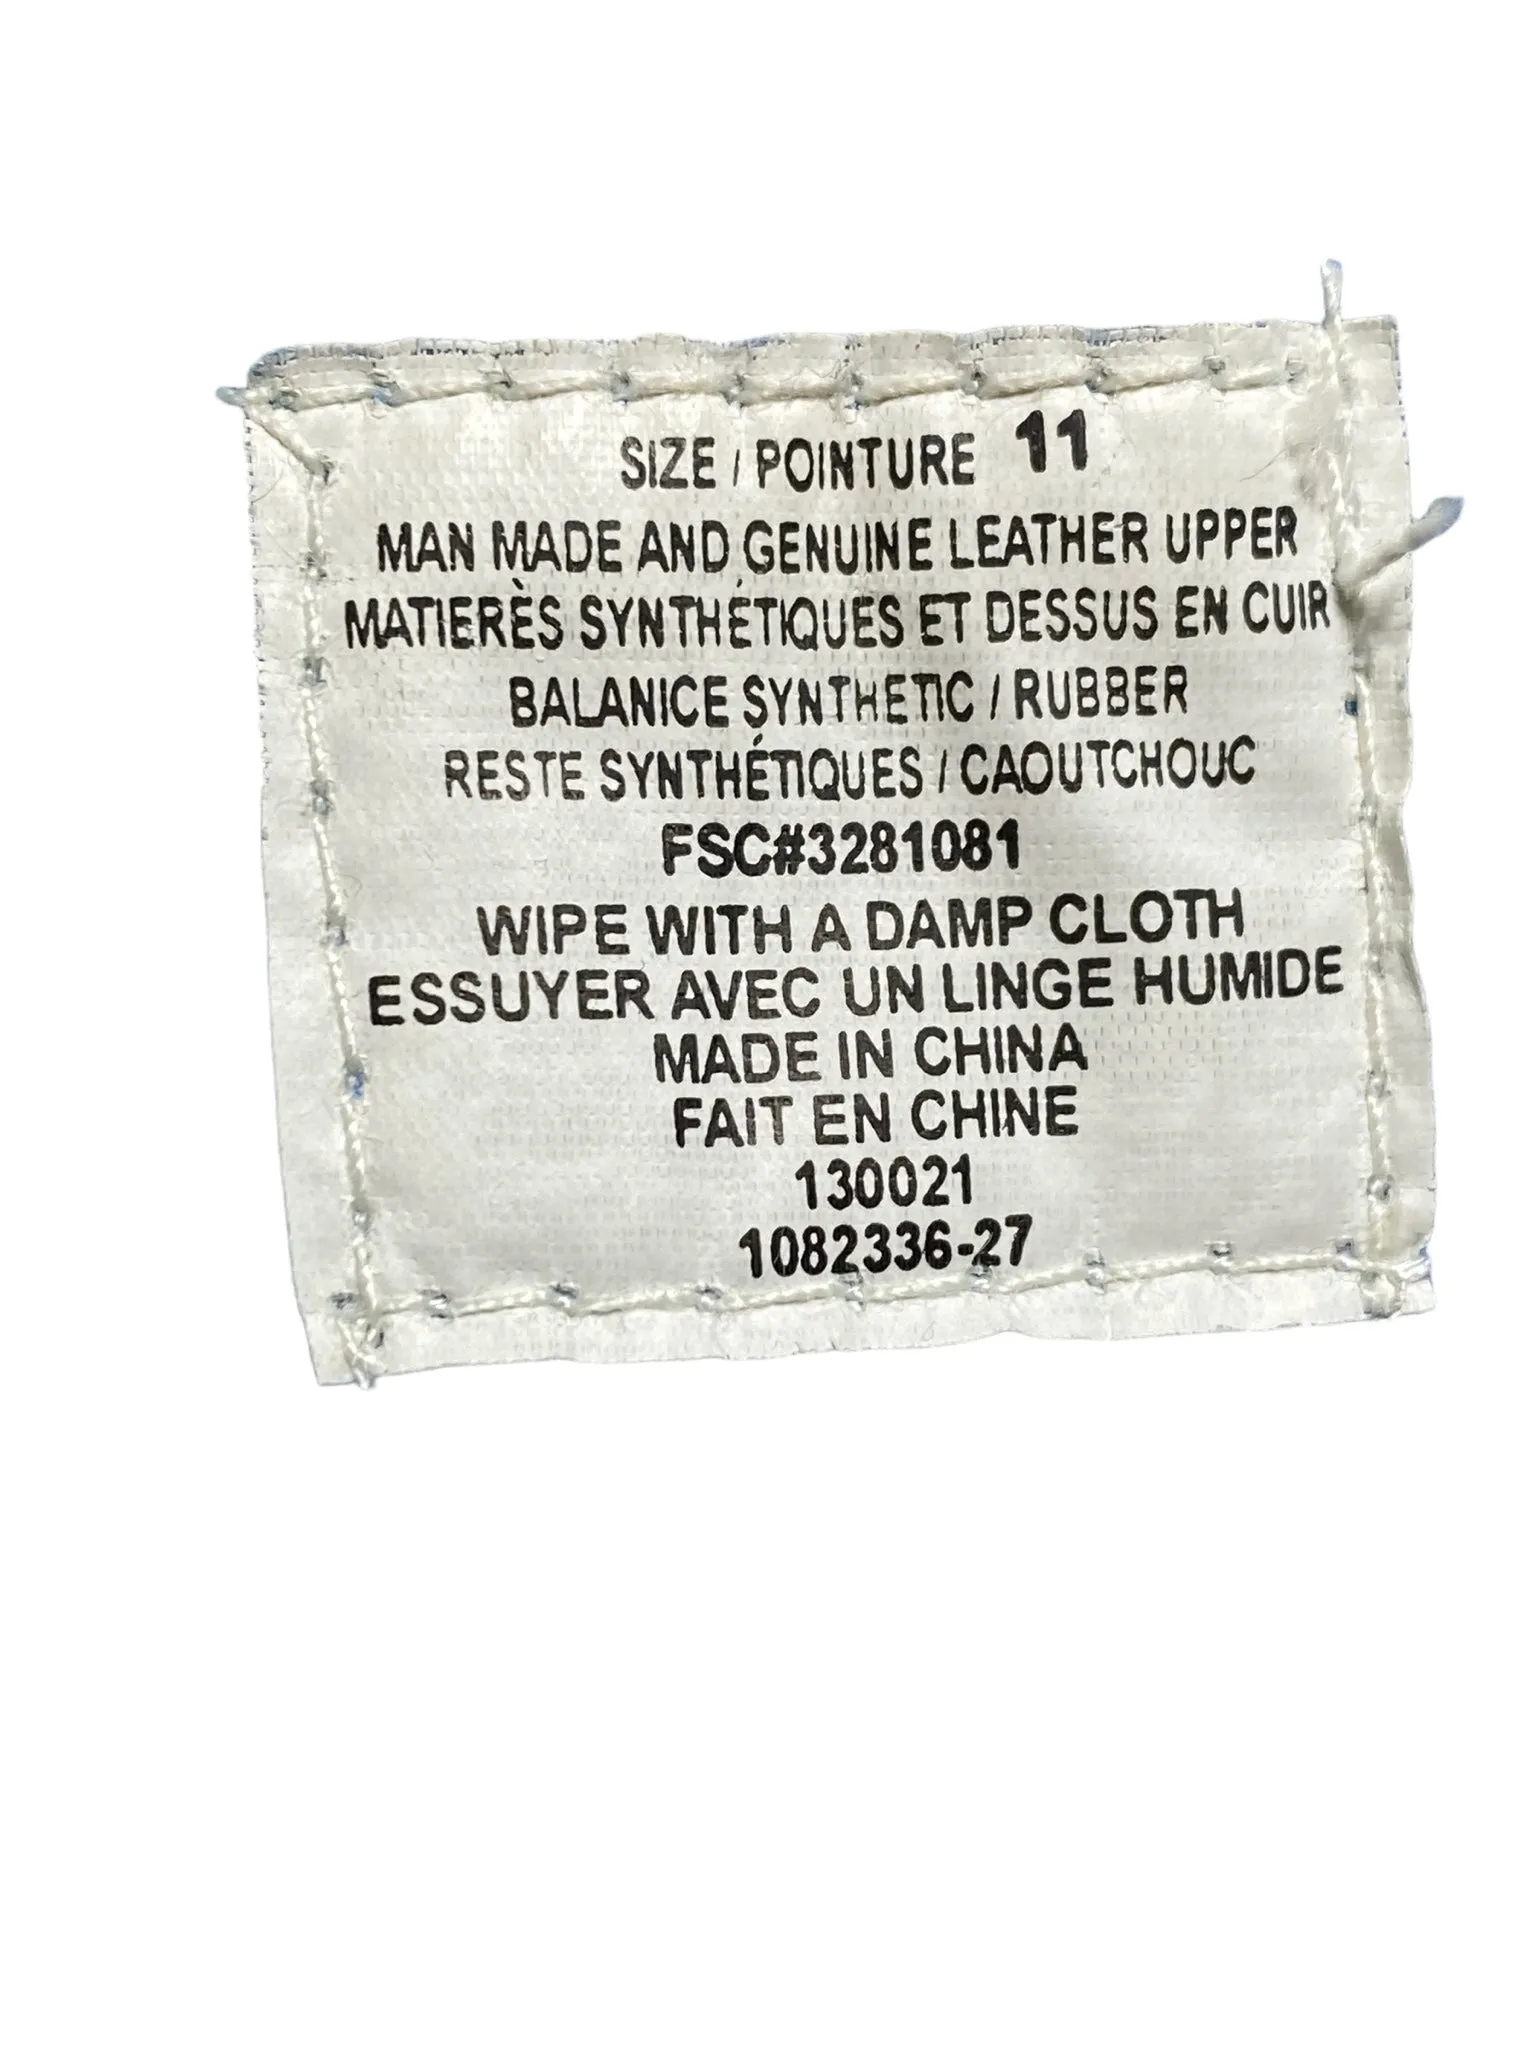 SIZE / POINTURE 11
MAN MADE AND GENUINE LEATHER UPPER
MATIERÈS SYNTHÉTIQUES ET DESSUS EN CUIR
BALANICE SYNTHETIC / RUBBER
RESTE SYNTHÉTIQUES / CAOUTCHOUC
FSC#3281081
WIPE WITH A DAMP CLOTH
ESSUYER AVEC UN LINGE HUMIDE
MADE IN CHINA
FAIT EN CHINE
130021
1082336-27